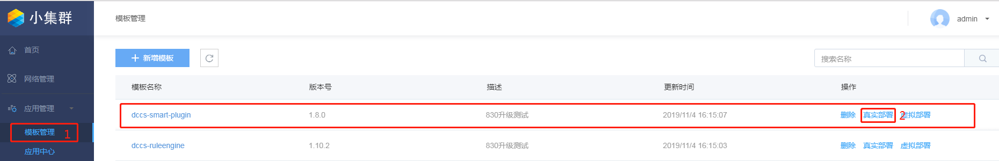 小集群
模板管理
admin
首页
网络管理
应用管理
模板管理 1
应用中心
新增模板
搜索名称
模板名称 版本号 描述 更新时间 操作
dccs-smart-plugin 1.8.0 830升级测试 2019/11/4 16:15:07 删除 真实部署 2 虚拟部署
dccs-ruleengine 1.10.2 830升级测试 2019/11/4 16:15:03 删除 真实部署 虚拟部署